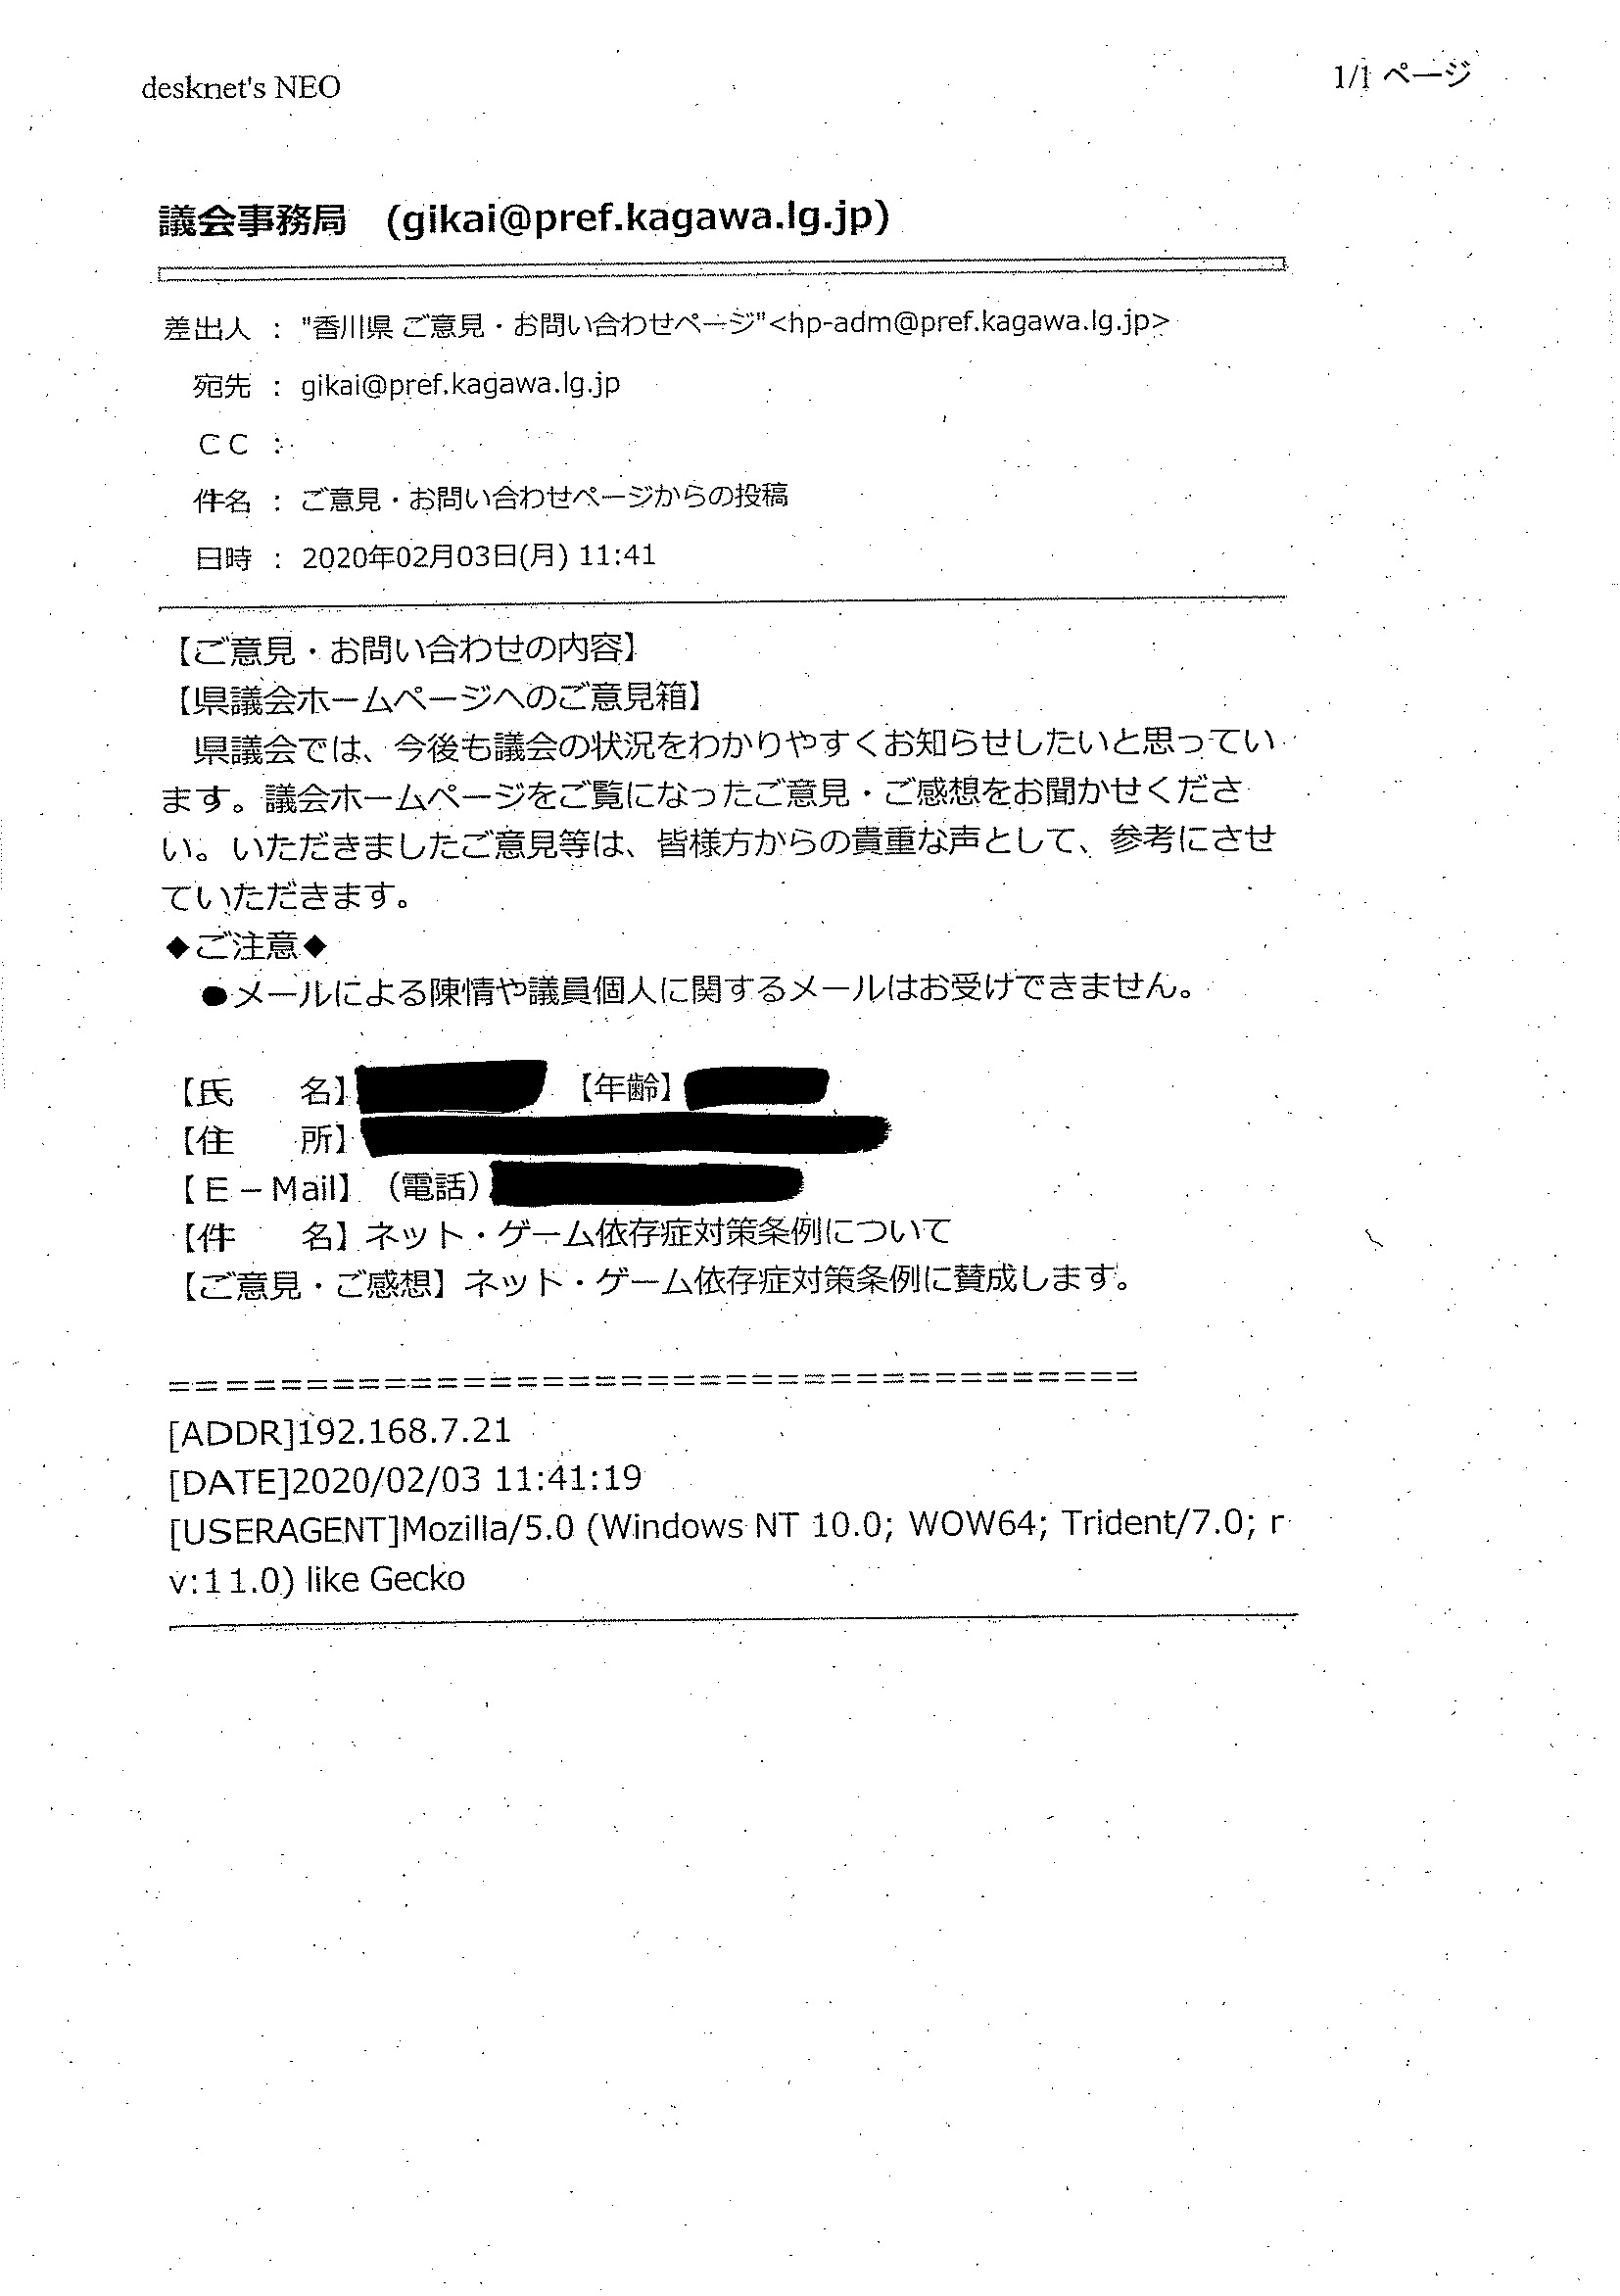 desknet's NEO
1/1 ページ
議会事務局　(gikai@pref.kagawa.lg.jp)
差出人 ： "香川県 ご意見・お問い合わせページ"<hp-adm@pref.kagawa.lg.jp>
宛先 ： gikai@pref.kagawa.lg.jp
ＣＣ ：
件名 ： ご意見・お問い合わせページからの投稿
日時 ： 2020年02月03日(月) 11:41
【ご意見・お問い合わせの内容】
【県議会ホームページへのご意見箱】
　県議会では、今後も議会の状況をわかりやすくお知らせしたいと思ってい
ます。議会ホームページをご覧になったご意見・ご感想をお聞かせくださ
い。いただきましたご意見等は、皆様方からの貴重な声として、参考にさせ
ていただきます。
◆ご注意◆
　●メールによる陳情や議員個人に関するメールはお受けできません。
【氏　　名】　【年齢】
【住　　所】
【Ｅ－Mail】（電話）
【件　　名】ネット・ゲーム依存症対策条例について
【ご意見・ご感想】ネット・ゲーム依存症対策条例に賛成します。
=====================================
[ADDR]192.168.7.21
[DATE]2020/02/03 11:41:19
[USERAGENT]Mozilla/5.0 (Windows NT 10.0; WOW64; Trident/7.0; r
v:11.0) like Gecko